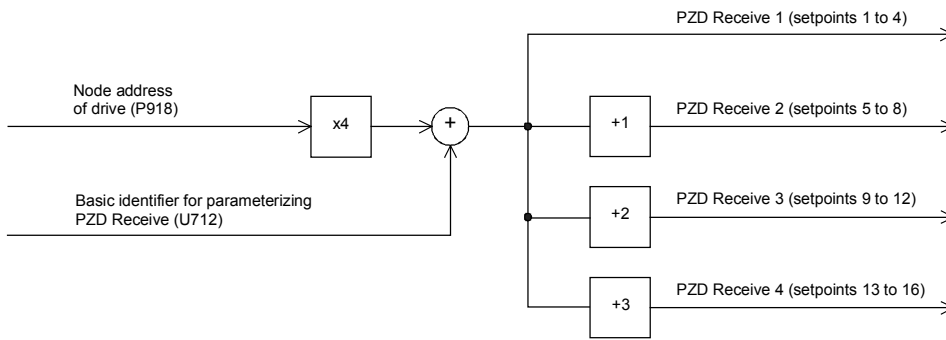 PZD Receive 1 (setpoints 1 to 4)
Node address
of drive (P918)
x4
+
+1
PZD Receive 2 (setpoints 5 to 8)
Basic identifier for parameterizing
PZD Receive (U712)
+2
PZD Receive 3 (setpoints 9 to 12)
+3
PZD Receive 4 (setpoints 13 to 16)